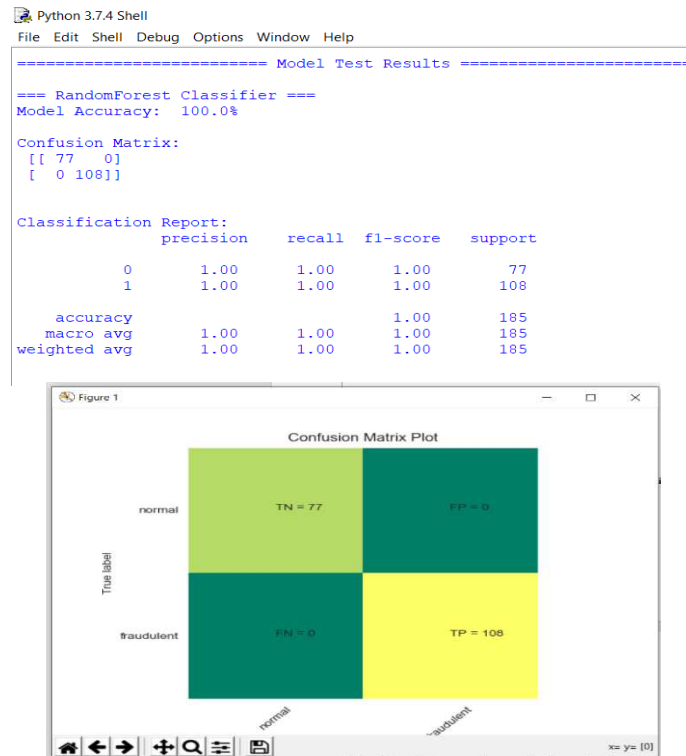 Python 3.7.4 Shell
File Edit Shell Debug Options Window Help
========================== Model Test Results ========================
=== RandomForest Classifier ===
Model Accuracy: 100.0%
Confusion Matrix:
[[ 77 0]
[ 0 108]]
Classification Report:
precision recall f1-score support
0 1.00 1.00 1.00 77
1 1.00 1.00 1.00 108
accuracy 1.00 185
macro avg 1.00 1.00 1.00 185
weighted avg 1.00 1.00 1.00 185
Figure 1
Confusion Matrix Plot
normal
TN = 77
FP = 0
True label
fraudulent
FN = 0
TP = 108
normal
x= y= [0]